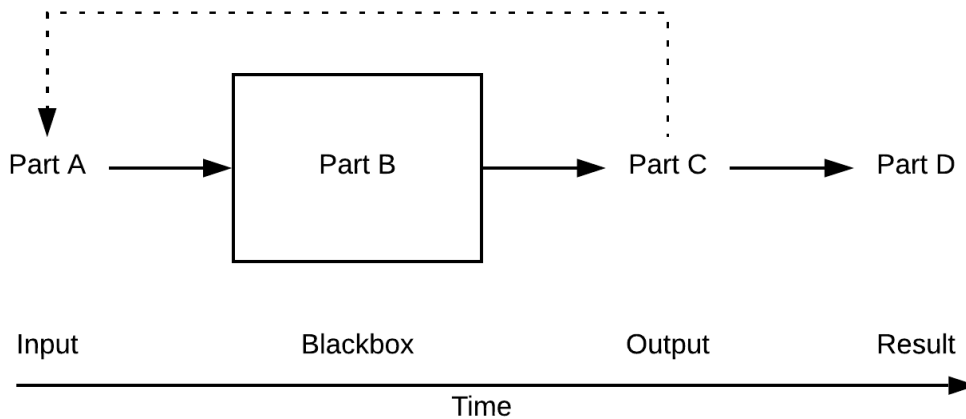 Part A
Part B
Part C
Part D
Input
Blackbox
Output
Result
Time